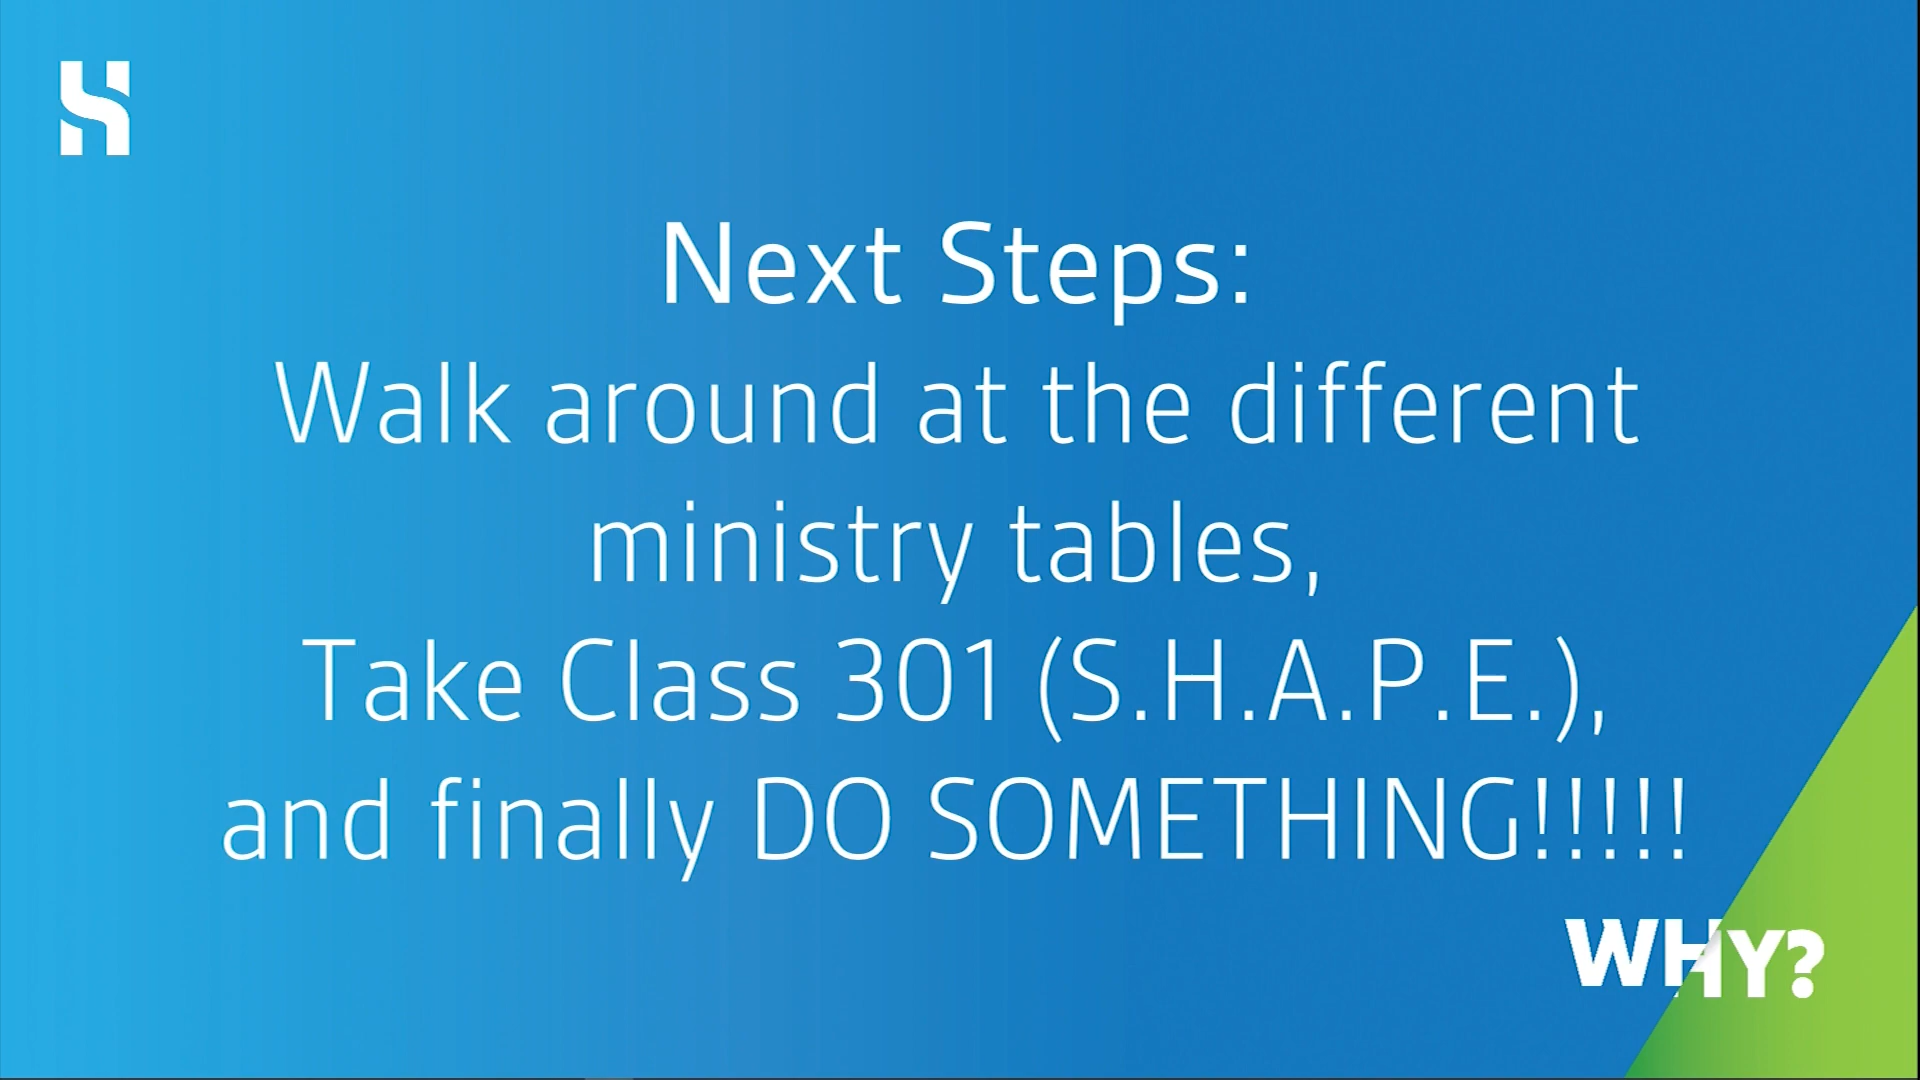 Next Steps:
Walk around at the different
ministry tables,
Take Class 301 (S.H.A.P.E.),
and finally DO SOMETHING!!!!!
WHY?